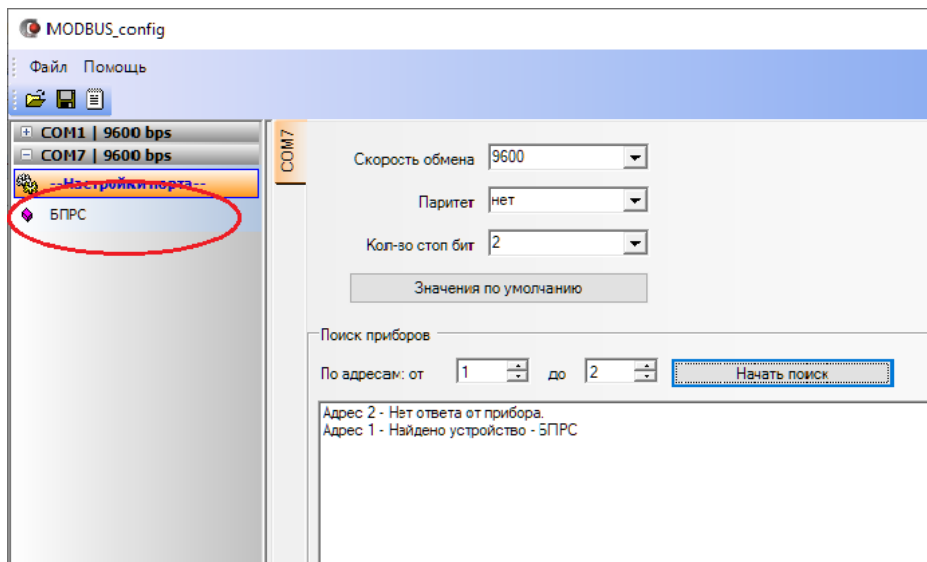 MODBUS_config
Файл Помощь
COM1 | 9600 bps
COM7 | 9600 bps
--Настройки порта--
БПРС
COM7
Скорость обмена 9600
Паритет нет
Кол-во стоп бит 2
Значения по умолчанию
Поиск приборов
По адресам: от 1 до 2 Начать поиск
Адрес 2 - Нет ответа от прибора.
Адрес 1 - Найдено устройство - БПРС